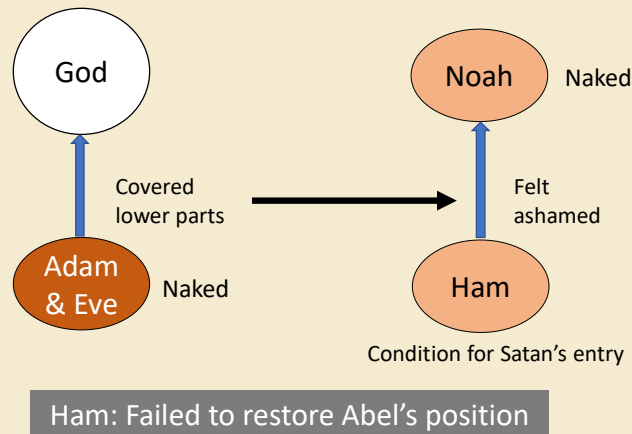 God
Covered
lower parts
Adam
& Eve
Naked
Noah
Naked
Felt
ashamed
Ham
Condition for Satan’s entry
Ham: Failed to restore Abel’s position